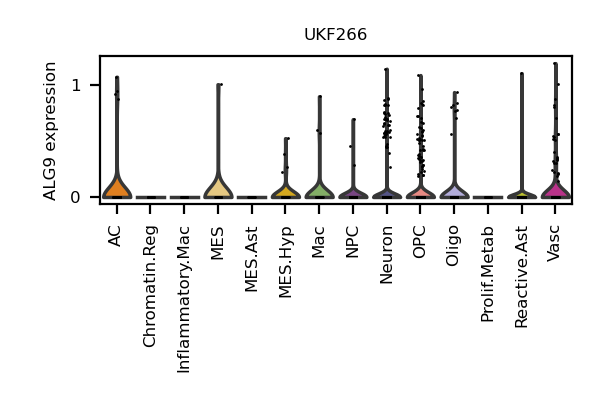 UKF266
ALG9 expression
1
0
AC
Chromatin.Reg
Inflammatory.Mac
MES
MES.Ast
MES.Hyp
Mac
NPC
Neuron
OPC
Oligo
Prolif.Metab
Reactive.Ast
Vasc